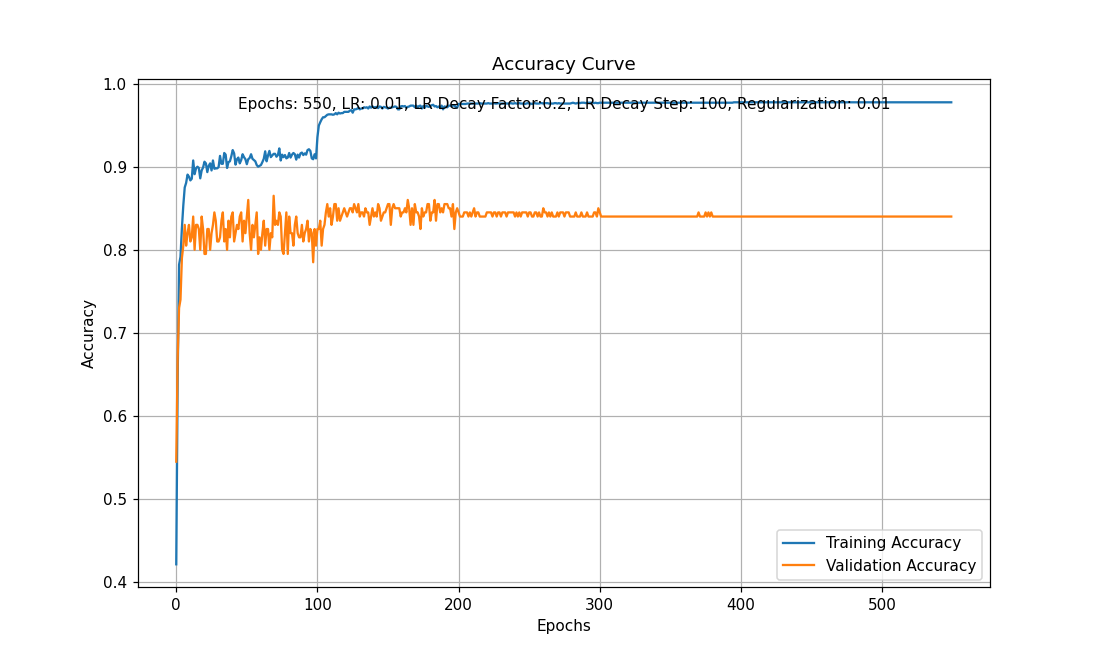 Accuracy Curve
Epochs: 550, LR: 0.01, LR Decay Factor:0.2, LR Decay Step: 100, Regularization: 0.01
1.0
0.9
0.8
0.7
0.6
0.5
0.4
Accuracy
Training Accuracy
Validation Accuracy
0 100 200 300 400 500
Epochs